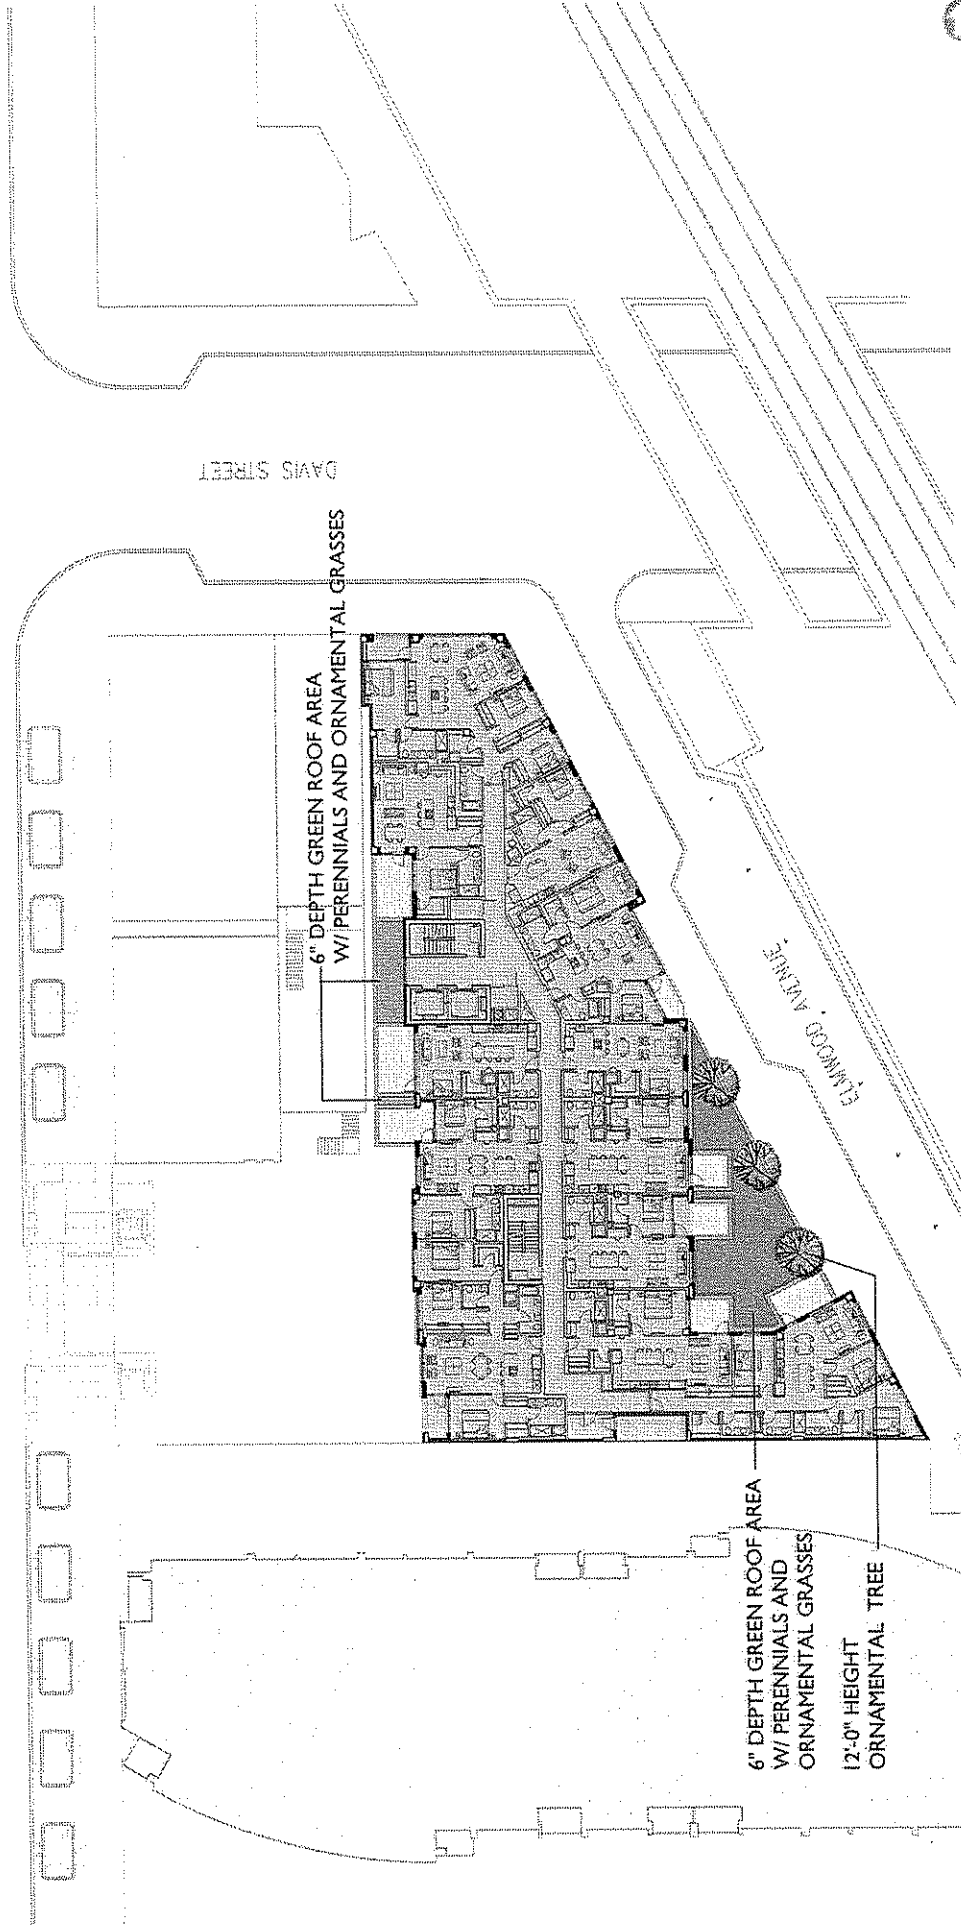 DAVIS STREET
6" DEPTH GREEN ROOF AREA
W/ PERENNIALS AND ORNAMENTAL GRASSES
ELMWOOD AVENUE
6" DEPTH GREEN ROOF AREA
W/ PERENNIALS AND
ORNAMENTAL GRASSES
12'-0" HEIGHT
ORNAMENTAL TREE